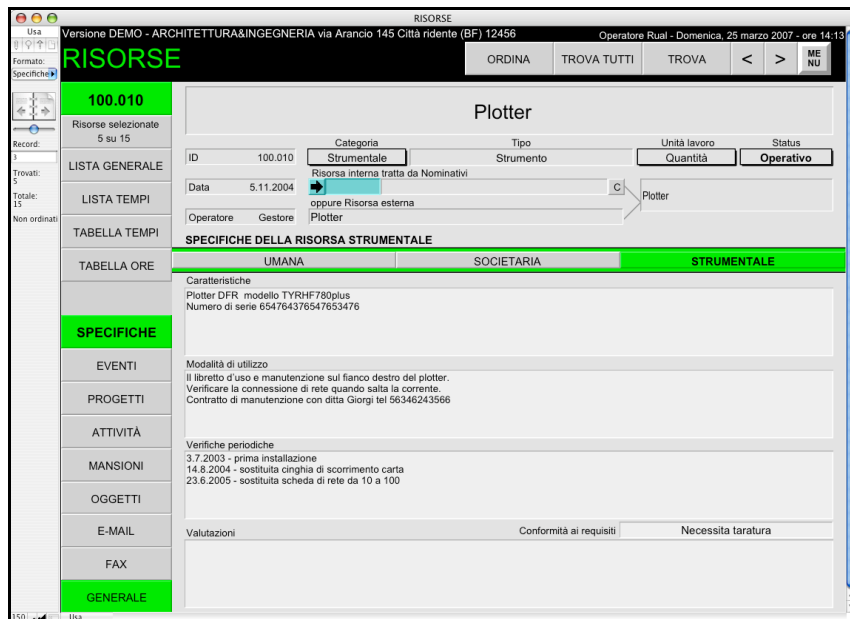 RISORSE
Usa
Versione DEMO - ARCHITETTURA&INGEGNERIA via Arancio 145 Città ridente (BF) 12456
Operatore Rual - Domenica, 25 marzo 2007 - ore 14:13
Formato:
Specifiche
RISORSE
ORDINA
TROVA TUTTI
TROVA
<
>
ME
NU
100.010
Plotter
Risorse selezionate
5 su 15
Record:
3
Trovati:
5
Totale:
15
Non ordinati
LISTA GENERALE
LISTA TEMPI
TABELLA TEMPI
TABELLA ORE
Categoria
Tipo
Unità lavoro
Status
ID
100.010
Strumentale
Strumento
Quantità
Operativo
Risorsa interna tratta da Nominativi
Data
5.11.2004
C
Plotter
oppure Risorsa esterna
Operatore
Gestore
Plotter
SPECIFICHE DELLA RISORSA STRUMENTALE
UMANA
SOCIETARIA
STRUMENTALE
Caratteristiche
Plotter DFR modello TYRHF780plus
Numero di serie 654764376547653476
SPECIFICHE
EVENTI
PROGETTI
ATTIVITÀ
MANSIONI
OGGETTI
E-MAIL
FAX
GENERALE
Modalità di utilizzo
Il libretto d'uso e manutenzione sul fianco destro del plotter.
Verificare la connessione di rete quando salta la corrente.
Contratto di manutenzione con ditta Giorgi tel 56346243566
Verifiche periodiche
3.7.2003 - prima installazione
14.8.2004 - sostituita cinghia di scorrimento carta
23.6.2005 - sostituita scheda di rete da 10 a 100
Valutazioni
Conformità ai requisiti
Necessita taratura
150
Usa